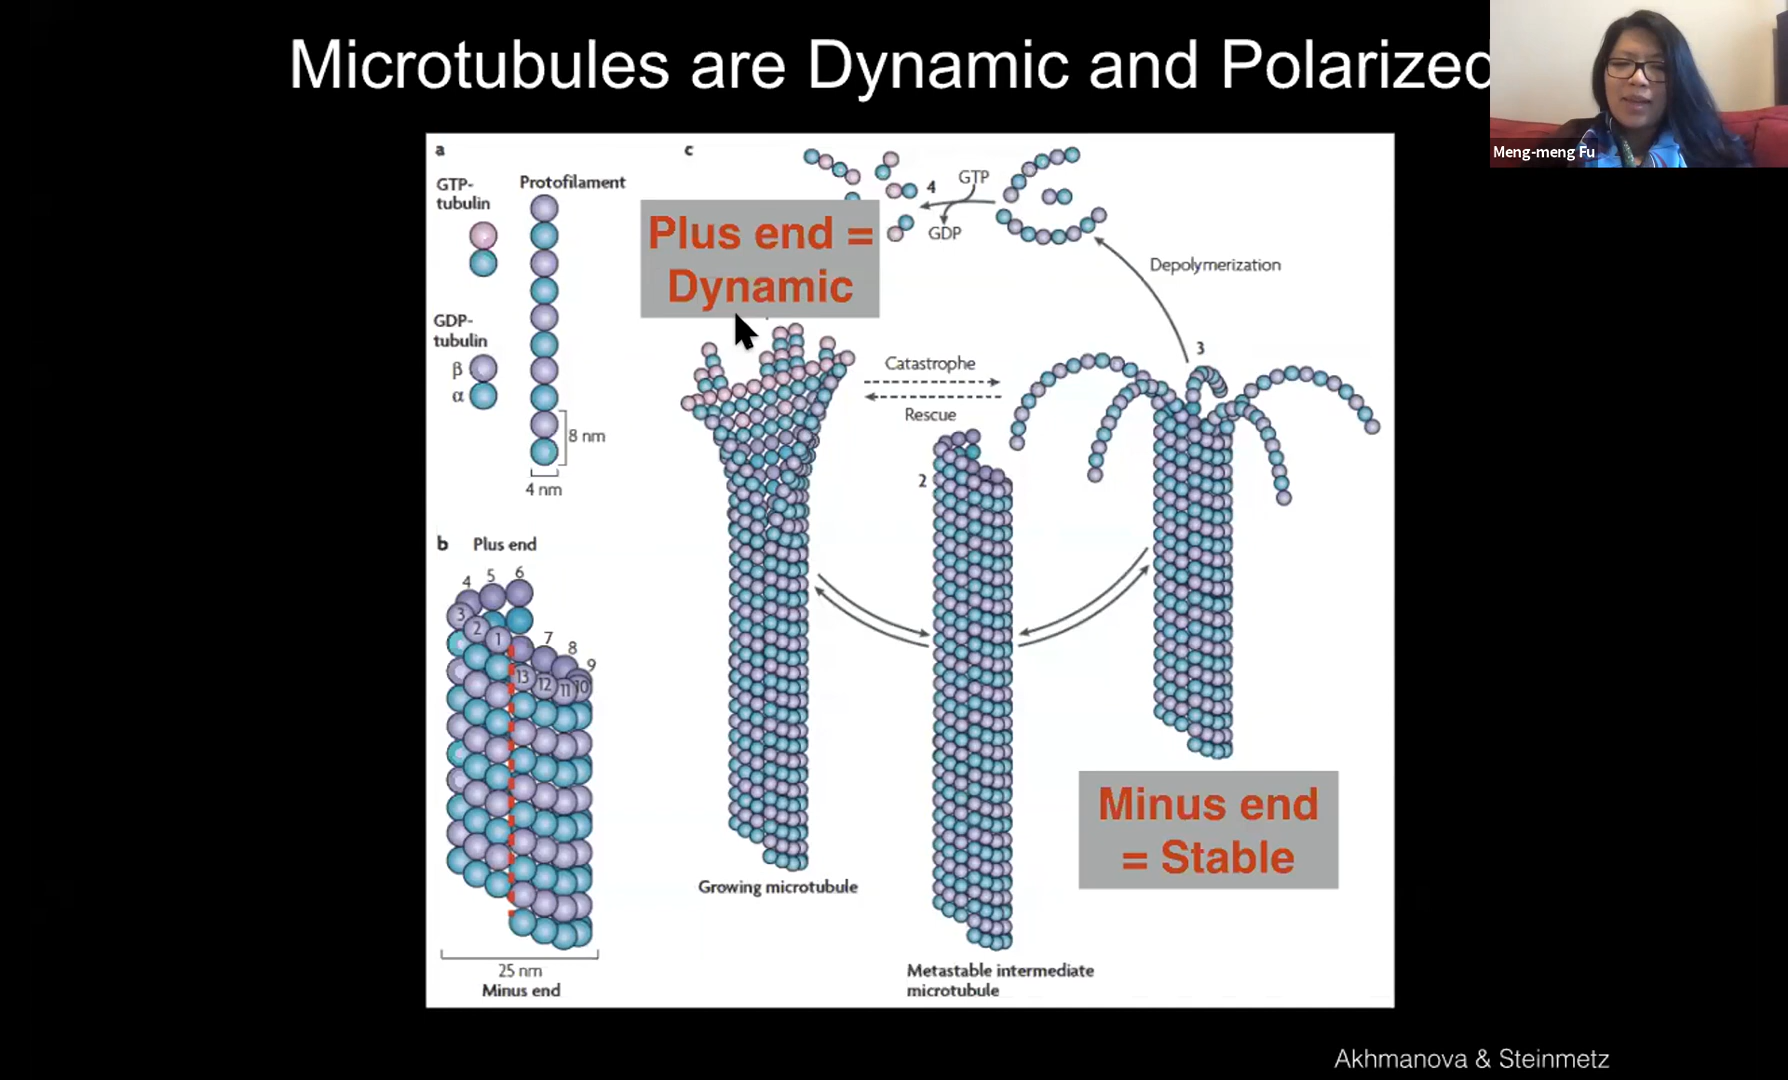 Microtubules are Dynamic and Polarized
Meng-meng Fu
a
GTP-
tubulin
Protofilament
GDP-
tubulin
β
α
8 nm
4 nm
b
Plus end
4
5
6
3
2
1
7
8
9
13
12
11
10
25 nm
Minus end
c
4
GTP
GDP
Plus end =
Dynamic
Depolymerization
3
Catastrophe
Rescue
2
Growing microtubule
Minus end
= Stable
Metastable intermediate
microtubule
Akhmanova & Steinmetz